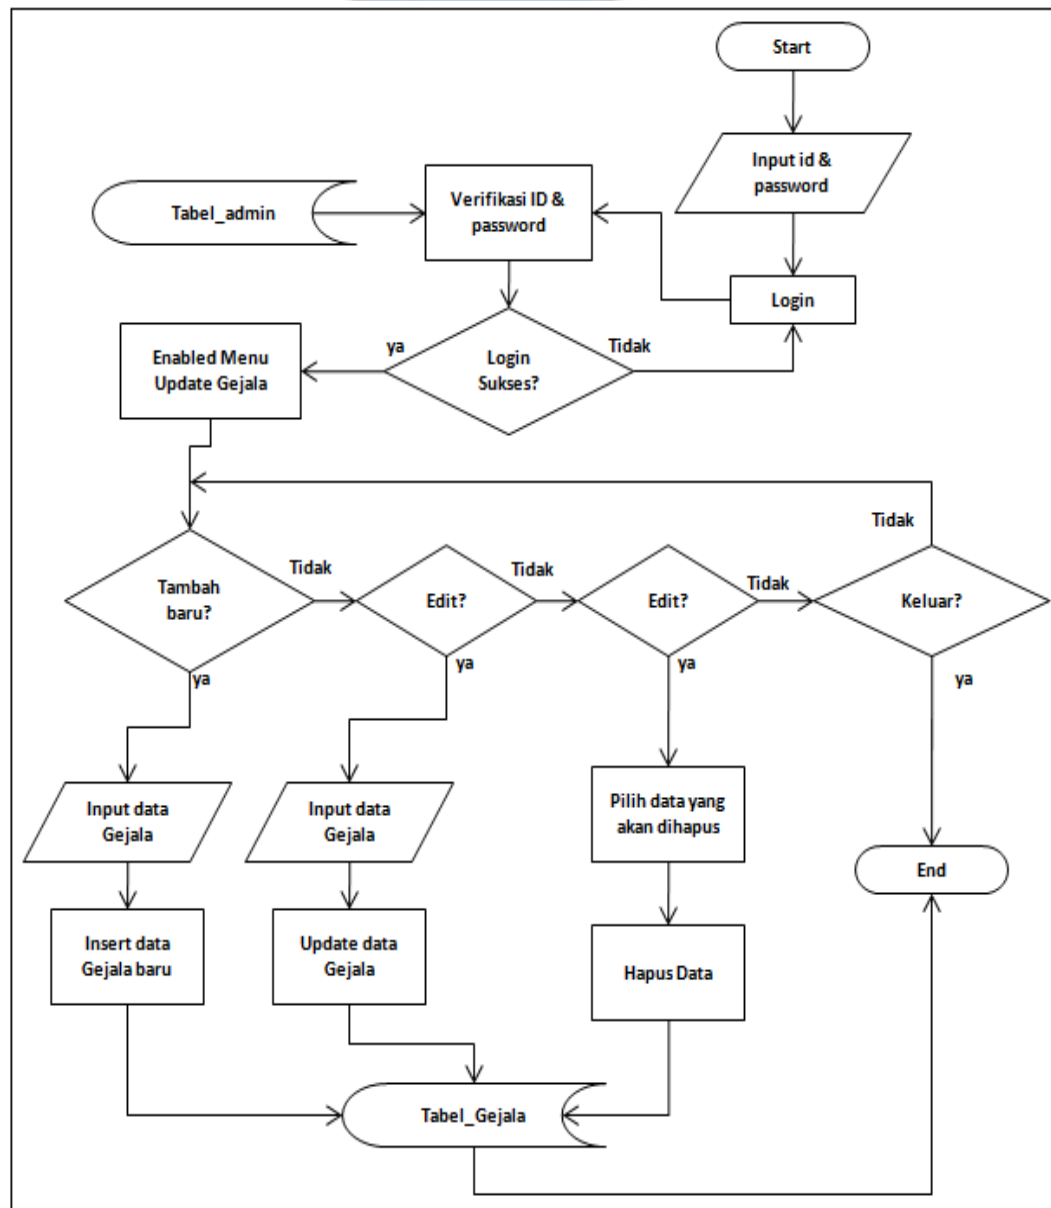 Start
Input id &
password
Tabel_admin
Verifikasi ID &
password
Login
Enabled Menu
Update Gejala
ya
Login
Sukses?
Tidak
Tidak
Tambah
baru?
Tidak
Edit?
Tidak
Edit?
Tidak
Keluar?
ya
ya
ya
ya
Input data
Gejala
Input data
Gejala
Pilih data yang
akan dihapus
End
Insert data
Gejala baru
Update data
Gejala
Hapus Data
Tabel_Gejala